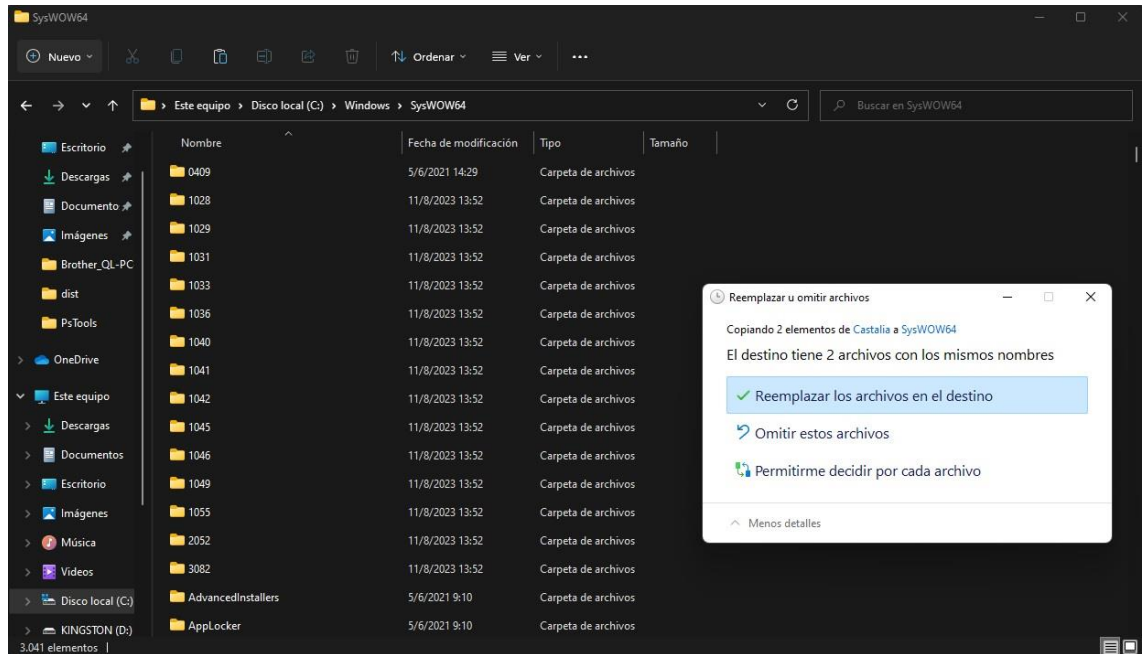 SysWOW64
Nuevo
Ordenar
Ver
Este equipo > Disco local (C:) > Windows > SysWOW64
Buscar en SysWOW64
Nombre Fecha de modificación Tipo Tamaño
Escritorio
Descargas
Documento
Imágenes
Brother_QL-PC
dist
PsTools
OneDrive
Este equipo
Descargas
Documentos
Escritorio
Imágenes
Música
Videos
Disco local (C:)
KINGSTON (D:)
0409 5/6/2021 14:29 Carpeta de archivos
1028 11/8/2023 13:52 Carpeta de archivos
1029 11/8/2023 13:52 Carpeta de archivos
1031 11/8/2023 13:52 Carpeta de archivos
1033 11/8/2023 13:52 Carpeta de archivos
1036 11/8/2023 13:52 Carpeta de archivos
1040 11/8/2023 13:52 Carpeta de archivos
1041 11/8/2023 13:52 Carpeta de archivos
1042 11/8/2023 13:52 Carpeta de archivos
1045 11/8/2023 13:52 Carpeta de archivos
1046 11/8/2023 13:52 Carpeta de archivos
1049 11/8/2023 13:52 Carpeta de archivos
1055 11/8/2023 13:52 Carpeta de archivos
2052 11/8/2023 13:52 Carpeta de archivos
3082 11/8/2023 13:52 Carpeta de archivos
AdvancedInstallers 5/6/2021 9:10 Carpeta de archivos
AppLocker 5/6/2021 9:10 Carpeta de archivos
Reemplazar u omitir archivos
Copiando 2 elementos de Castalia a SysWOW64
El destino tiene 2 archivos con los mismos nombres
Reemplazar los archivos en el destino
Omitir estos archivos
Permitirme decidir por cada archivo
Menos detalles
3.041 elementos